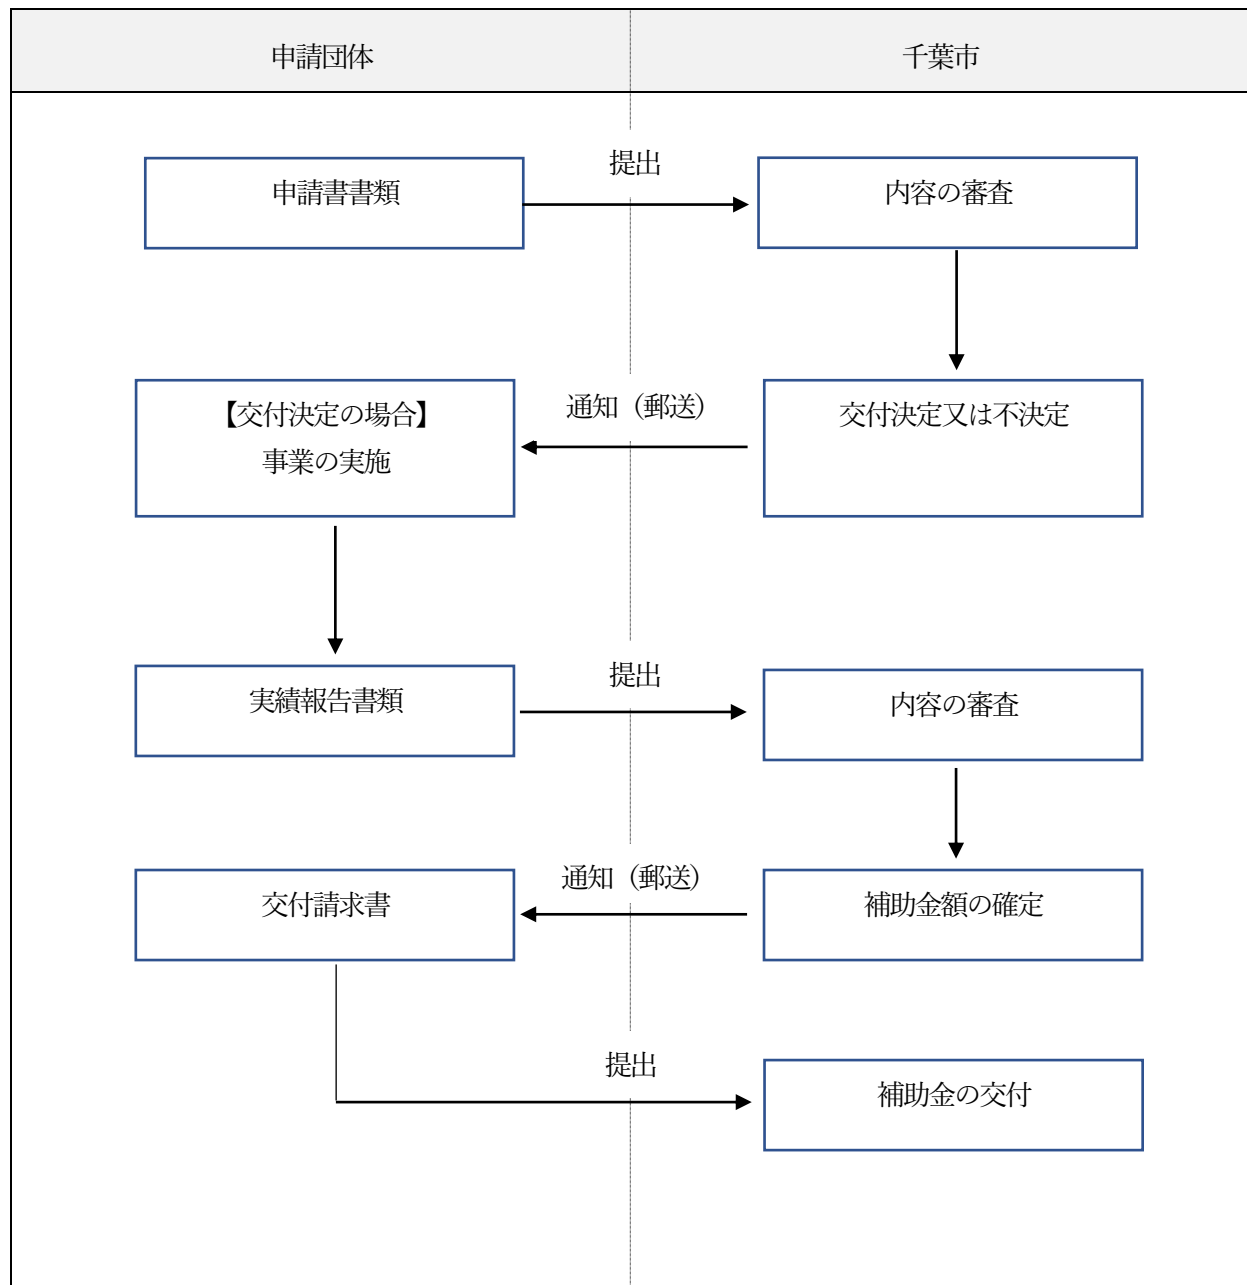 申請団体
千葉市
申請書書類
提出
内容の審査
【交付決定の場合】
事業の実施
通知（郵送）
交付決定又は不決定
実績報告書類
提出
内容の審査
交付請求書
通知（郵送）
補助金額の確定
提出
補助金の交付